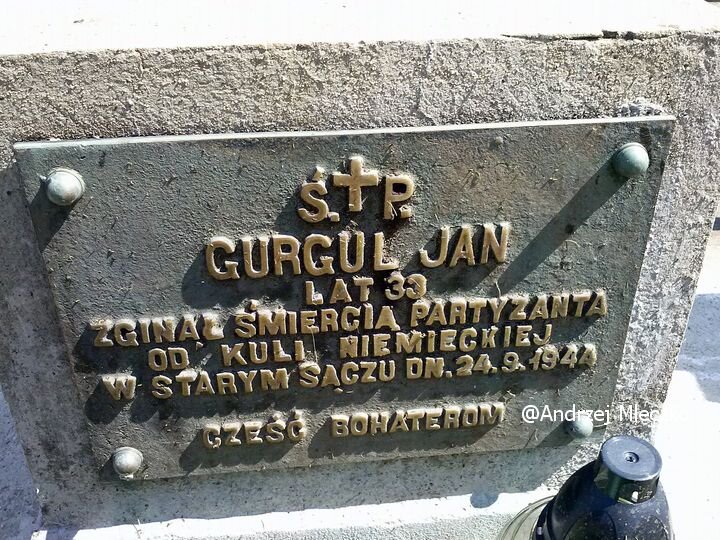 Ś. P.
GURGUL JAN
LAT 33
ZGINĄŁ ŚMIERCIĄ PARTYZANTA
OD KULI NIEMIECKIEJ
W STARYM SĄCZU DN. 24.9.1944
CZEŚĆ BOHATEROM
@Andrzej